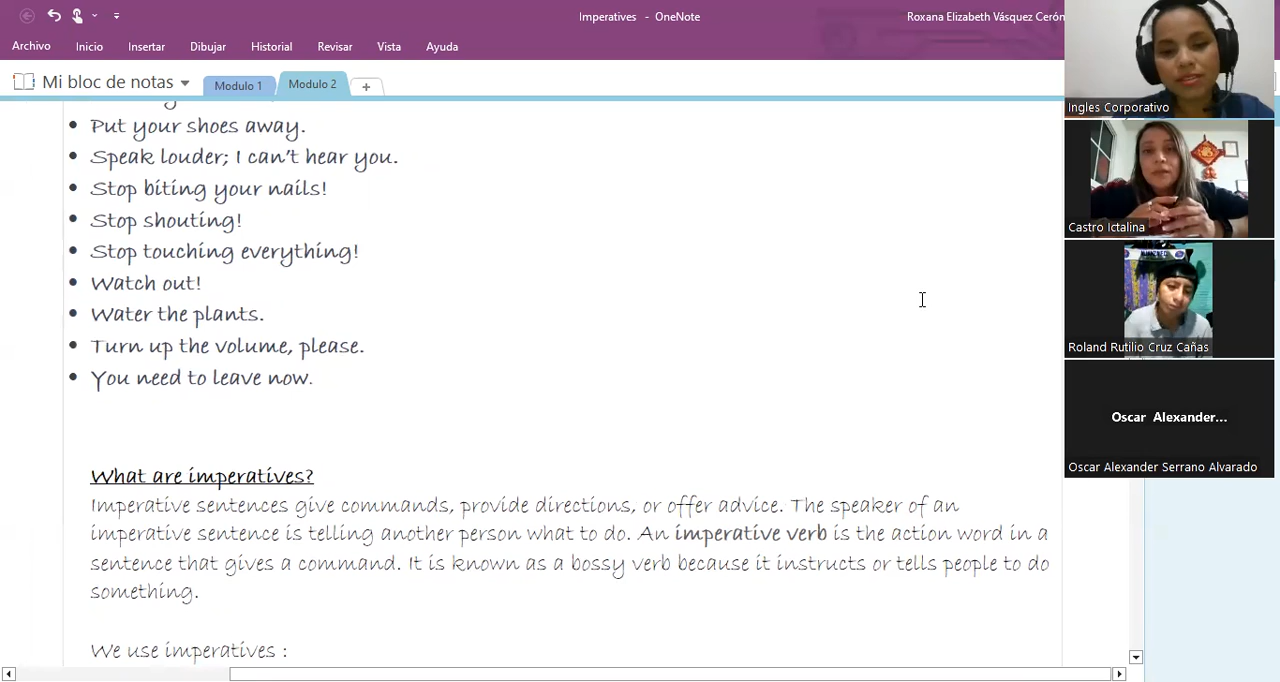 Imperatives - OneNote
Roxana Elizabeth Vásquez Cerón
Archivo Inicio Insertar Dibujar Historial Revisar Vista Ayuda
Mi bloc de notas Modulo 1 Modulo 2
• Put your shoes away.
• Speak louder; I can't hear you.
• Stop biting your nails!
• Stop shouting!
• Stop touching everything!
• Watch out!
• Water the plants.
• Turn up the volume, please.
• You need to leave now.
What are imperatives?
Imperative sentences give commands, provide directions, or offer advice. The speaker of an
imperative sentence is telling another person what to do. An imperative verb is the action word in a
sentence that gives a command. It is known as a bossy verb because it instructs or tells people to do
something.
We use imperatives :
Ingles Corporativo
Castro Ictalina
Roland Rutilio Cruz Cañas
Oscar Alexander...
Oscar Alexander Serrano Alvarado